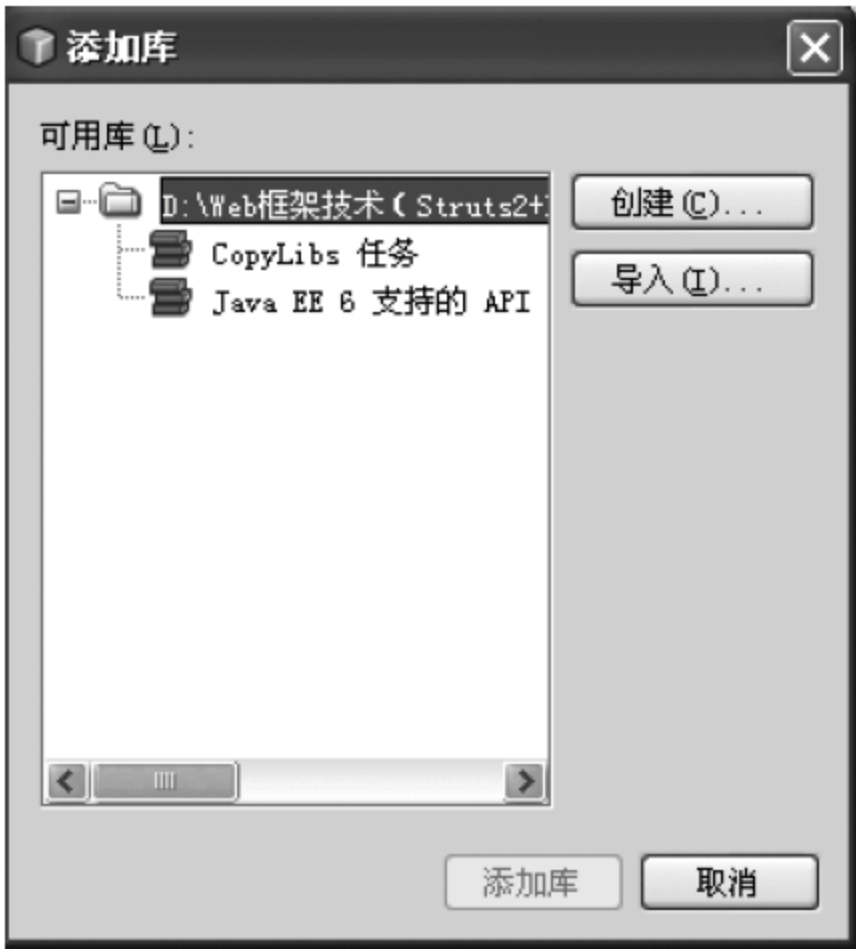 添加库
可用库(L):
D:\Web框架技术(Struts2+
创建(C)...
CopyLibs 任务
导入(I)...
Java EE 6 支持的 API
添加库
取消